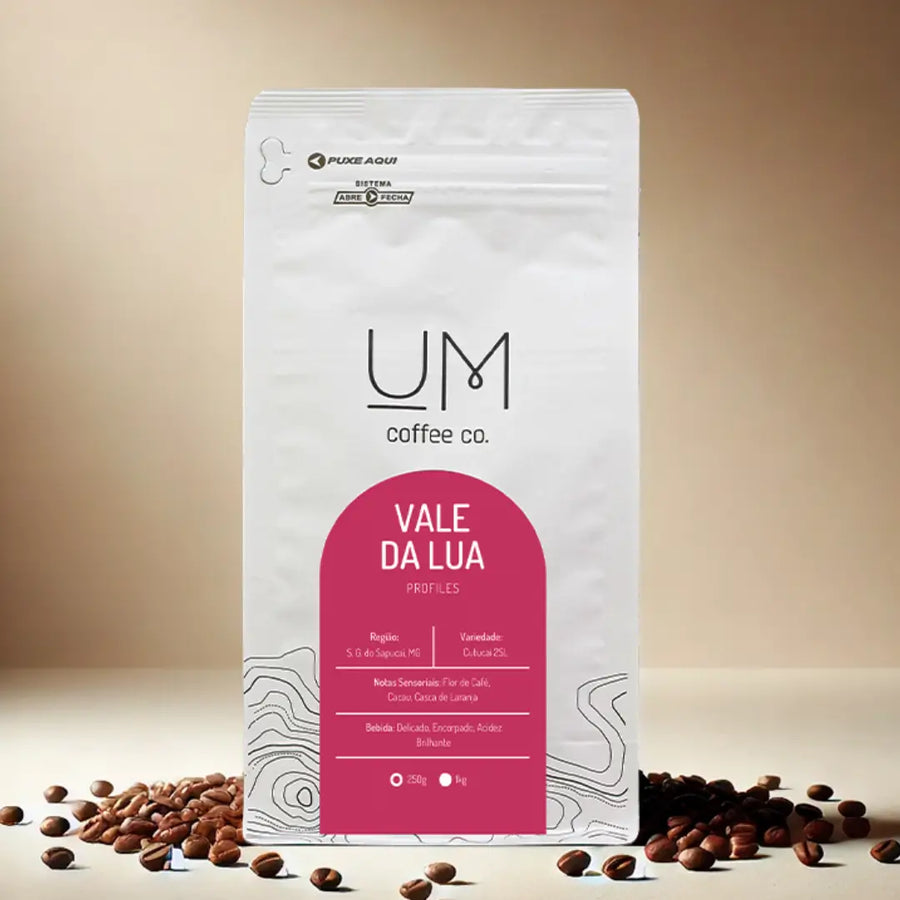 PUXE AQUI
SISTEMA
ABRE FECHA
UM
coffee co.
VALE
DA LUA
PROFILES
Região:
S. G. do Sapucaí, MG
Variedade:
Cutucaí 2SL
Notas Sensoriais: Flor de Café,
Cacau, Casca de Laranja
Bebida: Delicado, Encorpado, Acidez
Brilhante
250g
1kg